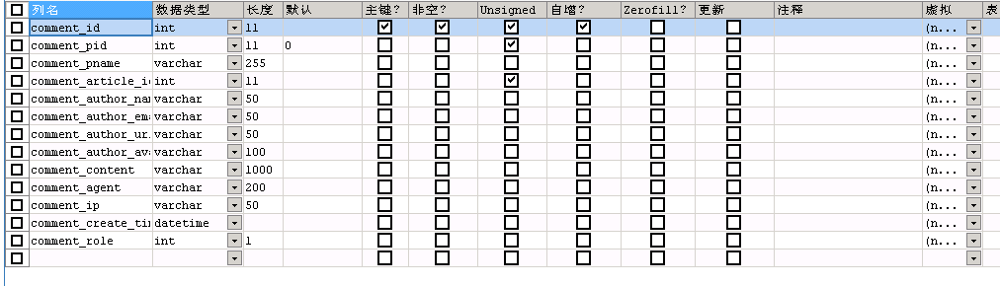 列名 数据类型 长度 默认 主键? 非空? Unsigned 自增? Zerofill? 更新 注释 虚拟 表
comment_id int 11 (n...
comment_pid int 11 0 (n...
comment_pname varchar 255 (n...
comment_article_i int 11 (n...
comment_author_na varchar 50 (n...
comment_author_em varchar 50 (n...
comment_author_ur varchar 50 (n...
comment_author_av varchar 100 (n...
comment_content varchar 1000 (n...
comment_agent varchar 200 (n...
comment_ip varchar 50 (n...
comment_create_ti datetime (n...
comment_role int 1 (n...